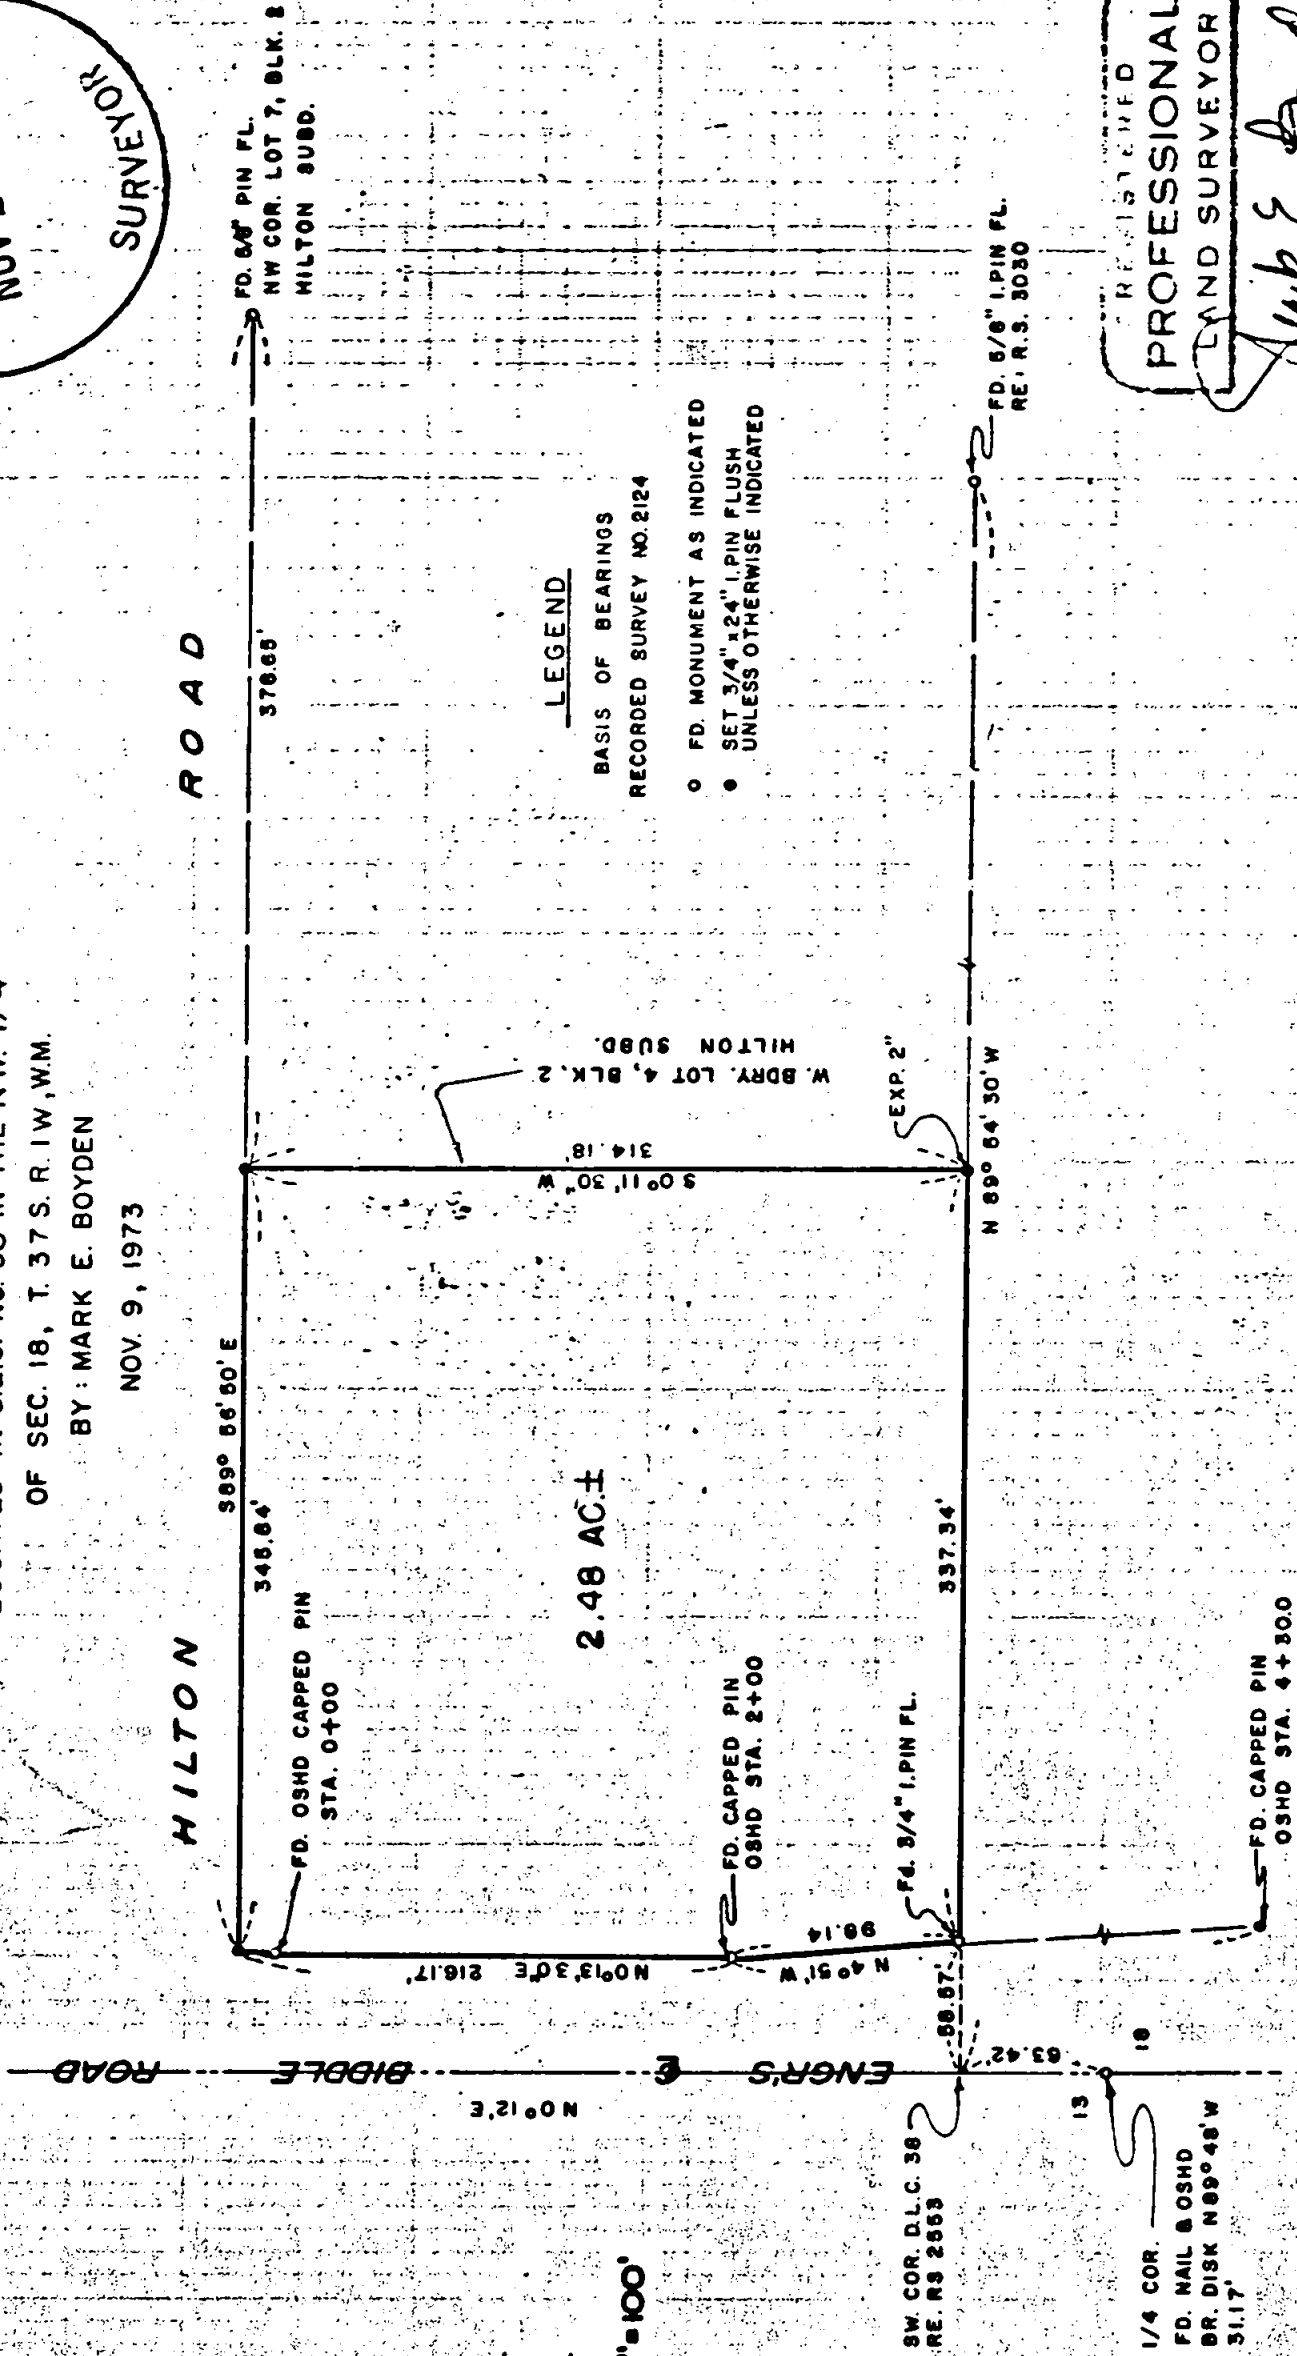 SURVEYOR
OF SEC. 18, T. 37 S. R. 1 W., W.M.
BY: MARK E. BOYDEN
NOV. 9, 1973
HILTON ROAD
S89° 56' 50' E
346.64'
376.65'
FD. 5/8" PIN FL.
NW COR. LOT 7, BLK. 2
HILTON SUBD.
FD. OSHD CAPPED PIN
STA. 0+00
2.48 AC.±
W. BDRY. LOT 4, BLK. 2
HILTON SUBD.
S 0° 11' 30" W
314.18'
EXP. 2"
LEGEND
BASIS OF BEARINGS
RECORDED SURVEY NO. 2124
FD. MONUMENT AS INDICATED
SET 3/4" x 24" I. PIN FLUSH
UNLESS OTHERWISE INDICATED
N 0° 13' 30" E 216.17'
FD. CAPPED PIN
OSHD STA. 2+00
N 4° 51' W
98.14
Fd. 3/4" I. PIN FL.
337.34'
N 89° 54' 30' W
FD. 5/8" I. PIN FL.
RE: R.S. 3030
58.57'
63.42'
BIDDLE ROAD
ENGR'S ₵
N 0° 12' E
SW. COR. D.L.C. 38
RE. RS 2553
13
18
1/4 COR.
FD. NAIL & OSHD
BR. DISK N 89° 48' W
31.17'
FD. CAPPED PIN
OSHD STA. 4+30.0
REGISTERED
PROFESSIONAL
LAND SURVEYOR